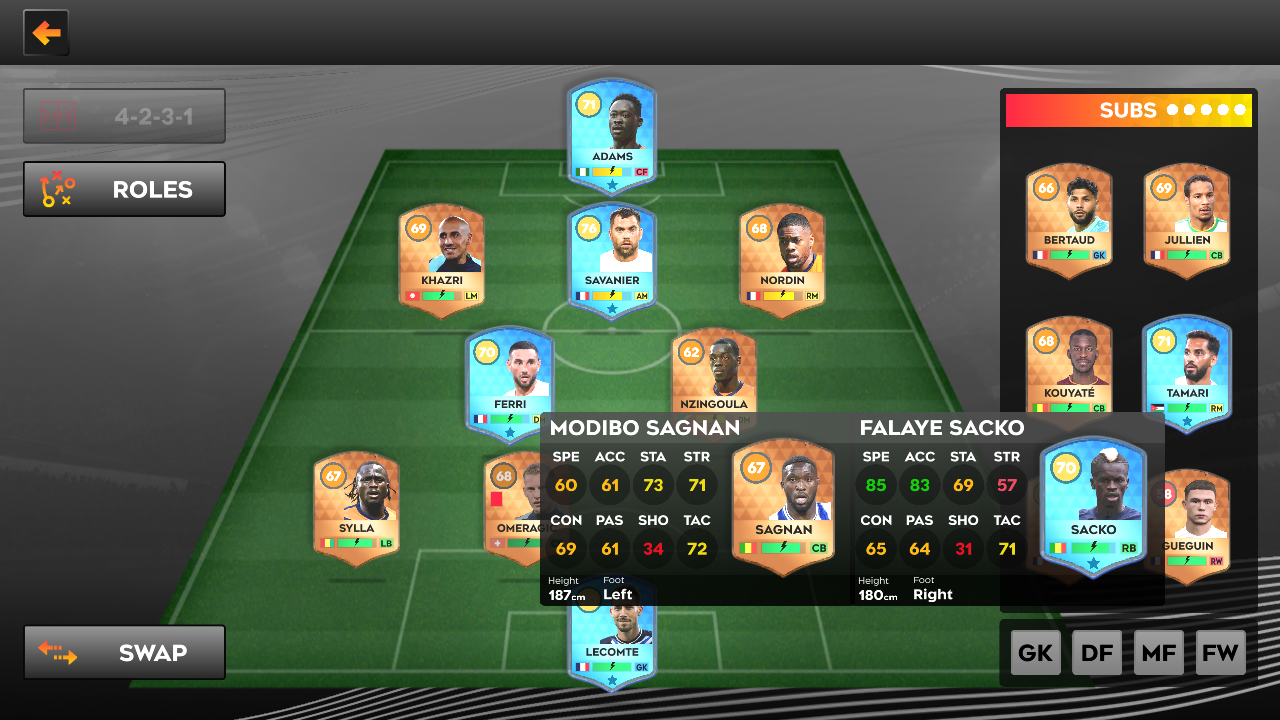 4-2-3-1
ROLES
SUBS
71
ADAMS
CF
69
KHAZRI
LM
76
SAVANIER
AM
68
NORDIN
RM
70
FERRI
62
NZINGOULA
67
SYLLA
LB
68
LECOMTE
GK
66
BERTAUD
GK
69
JULLIEN
CB
68
KOUYATÉ
CB
71
TAMARI
RM
GUEGUIN
RW
MODIBO SAGNAN
SPE ACC STA STR
60 61 73 71
CON PAS SHO TAC
69 61 34 72
Height Foot
187cm Left
67
SAGNAN
CB
FALAYE SACKO
SPE ACC STA STR
85 83 69 57
CON PAS SHO TAC
65 64 31 71
Height Foot
180cm Right
70
SACKO
RB
SWAP
GK DF MF FW